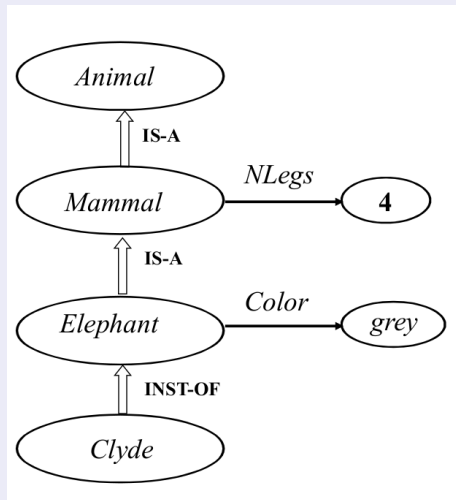 Animal
IS-A
NLegs
Mammal
4
IS-A
Color
Elephant
grey
INST-OF
Clyde